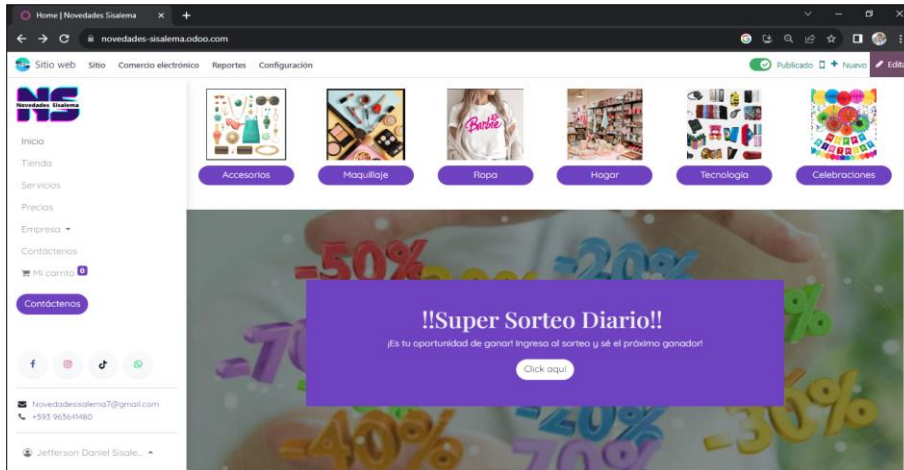 Home | Novedades Sisalema
novedades-sisalema.odoo.com
Sitio web Sitio Comercio electrónico Reportes Configuración Publicado Nuevo Edita
NS
Novedades Sisalema
Inicio
Tienda
Servicios
Precios
Empresa
Contáctenos
Mi carrito 0
Contáctenos
Novedadesisalema7@gmail.com
+593 963641480
Jefferson Daniel Sisale...
Barbie
Accesorios Maquillaje Ropa Hogar Tecnología Celebraciones
-50% -20%
-70%
!!Super Sorteo Diario!!
¡Es tu oportunidad de ganar! Ingresa al sorteo y sé el próximo ganador!
Click aquí
-40% -20% 70% -30%